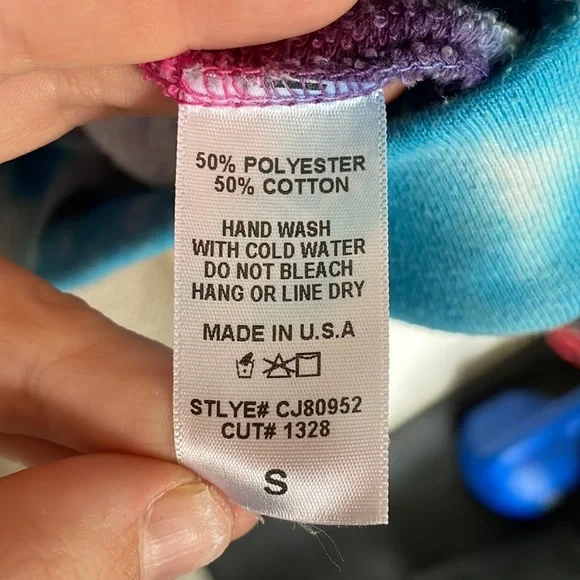 50% POLYESTER
50% COTTON
HAND WASH
WITH COLD WATER
DO NOT BLEACH
HANG OR LINE DRY
MADE IN U.S.A
STLYE# CJ80952
CUT# 1328
S